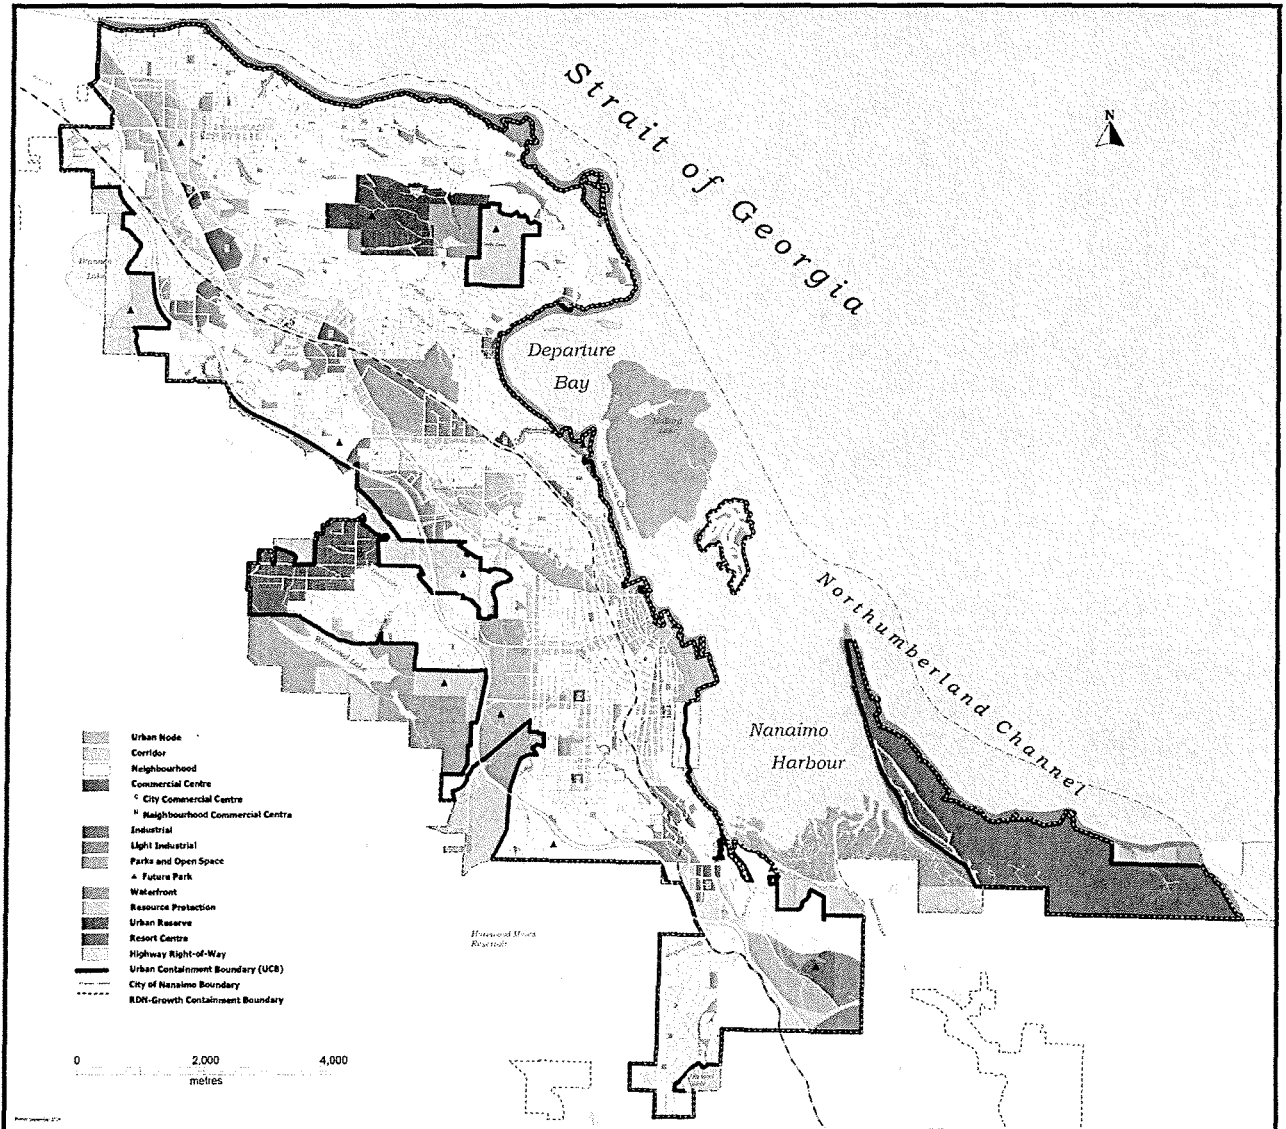 Strait of Georgia
N
Departure
Bay
Northumberland Channel
Nanaimo
Harbour
Urban Node
Corridor
Neighbourhood
Commercial Centre
C City Commercial Centre
N Neighbourhood Commercial Centre
Industrial
Light Industrial
Parks and Open Space
Future Park
Waterfront
Resource Protection
Urban Reserve
Resort Centre
Highway Right-of-Way
Urban Containment Boundary (UCB)
City of Nanaimo Boundary
RDN-Growth Containment Boundary
Westwood Lake
Reservoir
0 2,000 4,000
metres